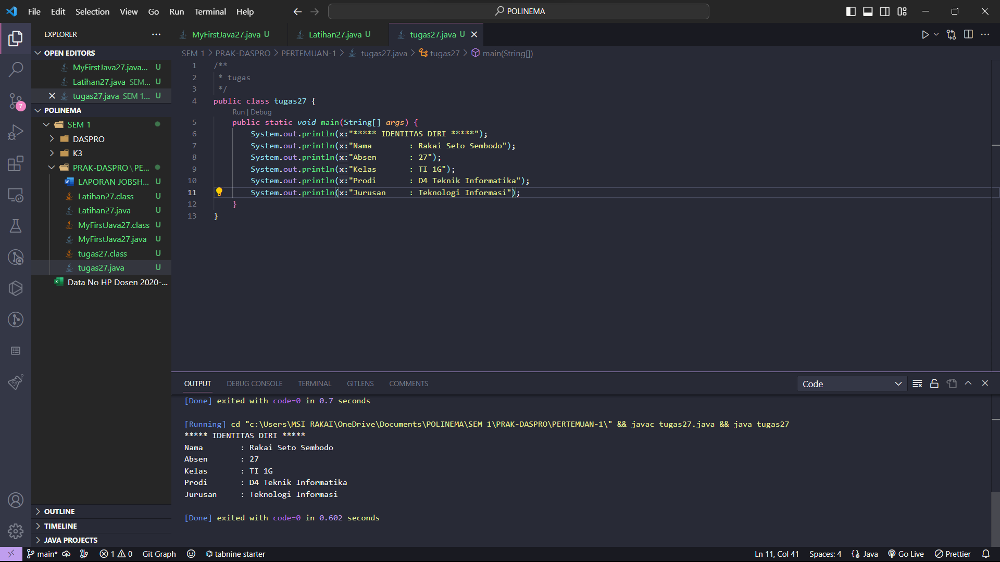 File Edit Selection View Go Run Terminal Help
POLINEMA
EXPLORER
OPEN EDITORS
MyFirstJava27.java... U
Latihan27.java SEM... U
tugas27.java SEM 1... U
POLINEMA
SEM 1
DASPRO
K3
PRAK-DASPRO \ PE...
LAPORAN JOBSH... U
Latihan27.class U
Latihan27.java U
MyFirstJava27.class U
MyFirstJava27.java U
tugas27.class U
tugas27.java U
Data No HP Dosen 2020-...
OUTLINE
TIMELINE
JAVA PROJECTS
7
MyFirstJava27.java U
Latihan27.java U
tugas27.java U
SEM 1 > PRAK-DASPRO > PERTEMUAN-1 > tugas27.java > tugas27 > main(String[])
1 /**
2 * tugas
3 */
4 public class tugas27 {
Run | Debug
5 public static void main(String[] args) {
6 System.out.println(x:"***** IDENTITAS DIRI *****");
7 System.out.println(x:"Nama        : Rakai Seto Sembodo");
8 System.out.println(x:"Absen       : 27");
9 System.out.println(x:"Kelas       : TI 1G");
10 System.out.println(x:"Prodi       : D4 Teknik Informatika");
11 System.out.println(x:"Jurusan     : Teknologi Informasi");
12 }
13 }
OUTPUT DEBUG CONSOLE TERMINAL GITLENS COMMENTS
Code
[Done] exited with code=0 in 0.7 seconds
[Running] cd "c:\Users\MSI RAKAI\OneDrive\Documents\POLINEMA\SEM 1\PRAK-DASPRO\PERTEMUAN-1\" && javac tugas27.java && java tugas27
***** IDENTITAS DIRI *****
Nama        : Rakai Seto Sembodo
Absen       : 27
Kelas       : TI 1G
Prodi       : D4 Teknik Informatika
Jurusan     : Teknologi Informasi
[Done] exited with code=0 in 0.602 seconds
main* 1 0 Git Graph tabnine starter
Ln 11, Col 41 Spaces: 4 Java Go Live Prettier